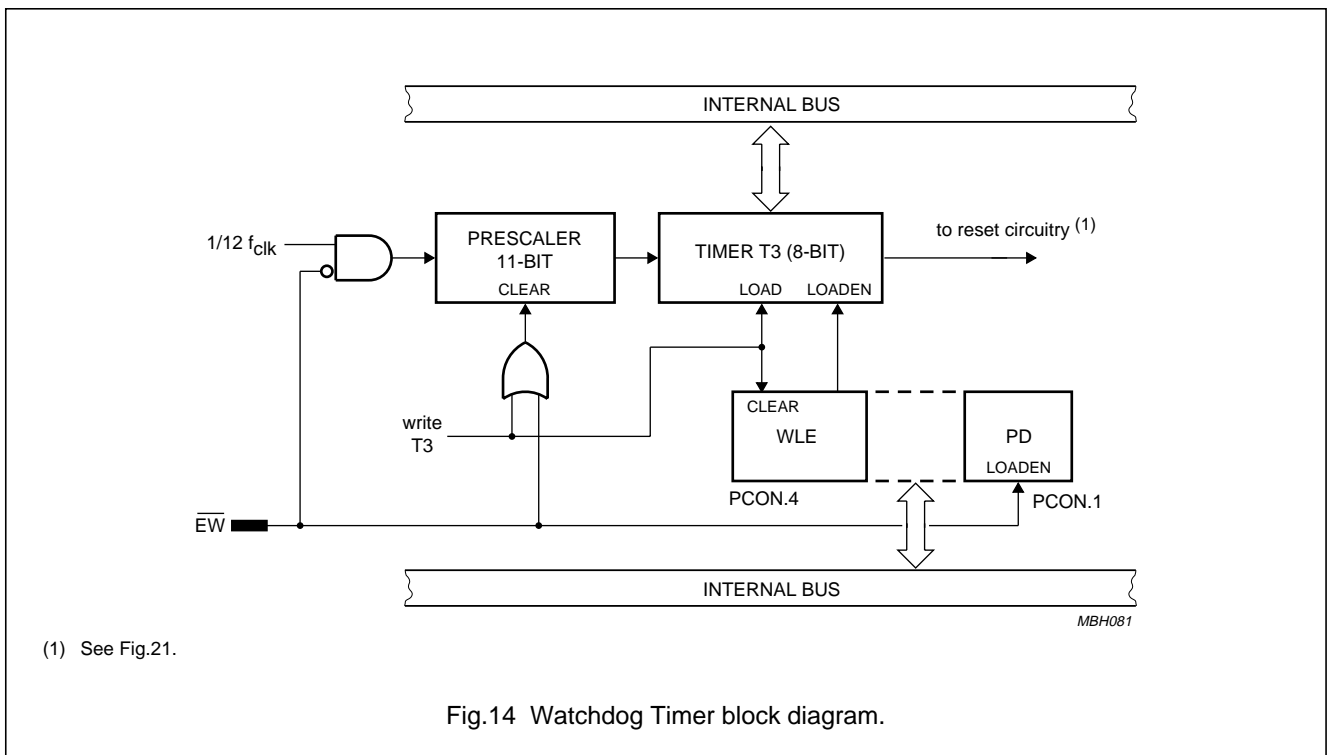 INTERNAL BUS
to reset circuitry (1)
1/12 fclk
PRESCALER
11-BIT
CLEAR
TIMER T3 (8-BIT)
LOAD LOADEN
write
T3
CLEAR
WLE
PD
LOADEN
PCON.4
PCON.1
EW
INTERNAL BUS
MBH081
(1) See Fig.21.
Fig.14 Watchdog Timer block diagram.